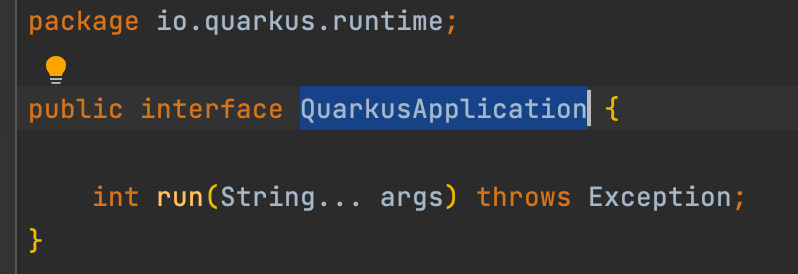 package io.quarkus.runtime;
public interface QuarkusApplication {
int run(String... args) throws Exception;
}